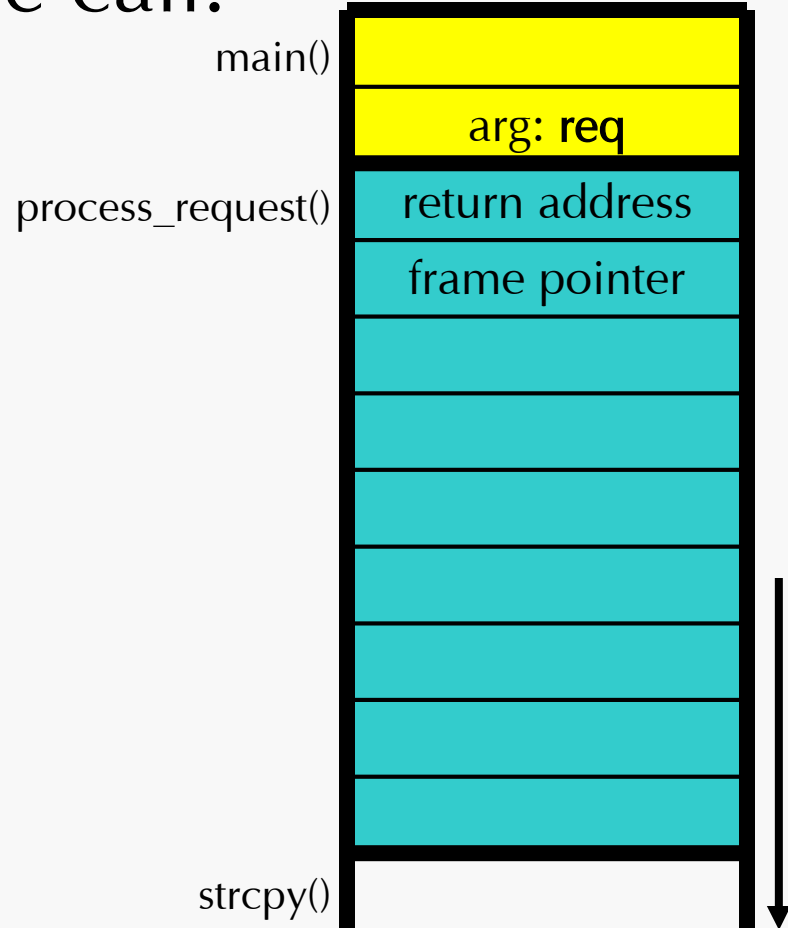 main()
arg: req
process_request()
return address
frame pointer
strcpy()